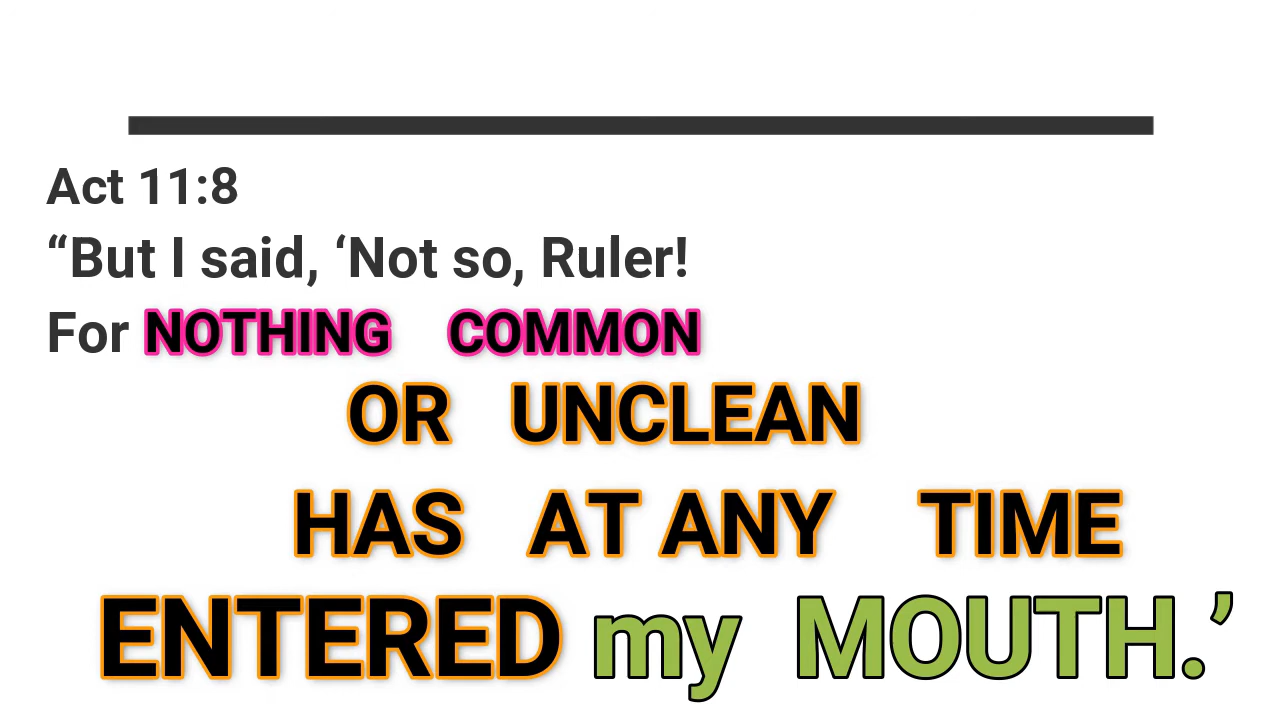 Act 11:8
“But I said, ‘Not so, Ruler!
For NOTHING COMMON
OR UNCLEAN
HAS AT ANY TIME
ENTERED my MOUTH.’